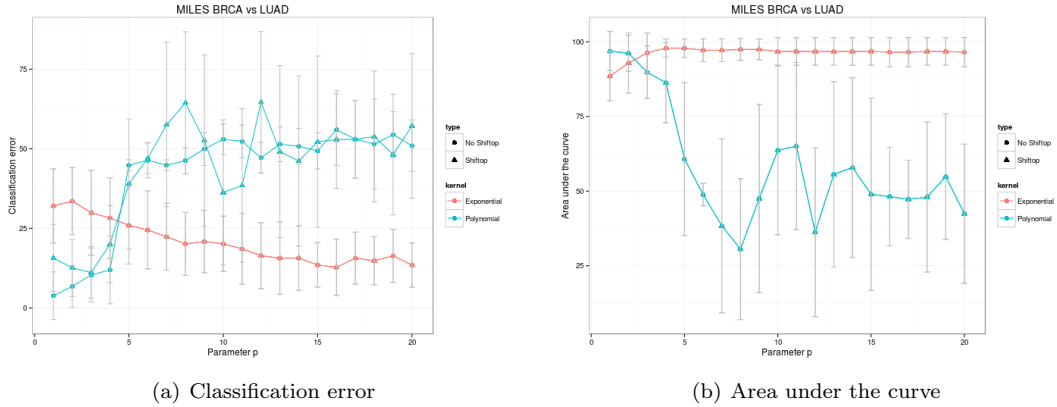 MILES BRCA vs LUAD
75
50
25
0
Classification error
0
5
10
15
20
Parameter p
type
No Shiftop
Shiftop
kernel
Exponential
Polynomial
(a) Classification error
MILES BRCA vs LUAD
100
75
50
25
Area under the curve
0
5
10
15
20
Parameter p
type
No Shiftop
Shiftop
kernel
Exponential
Polynomial
(b) Area under the curve